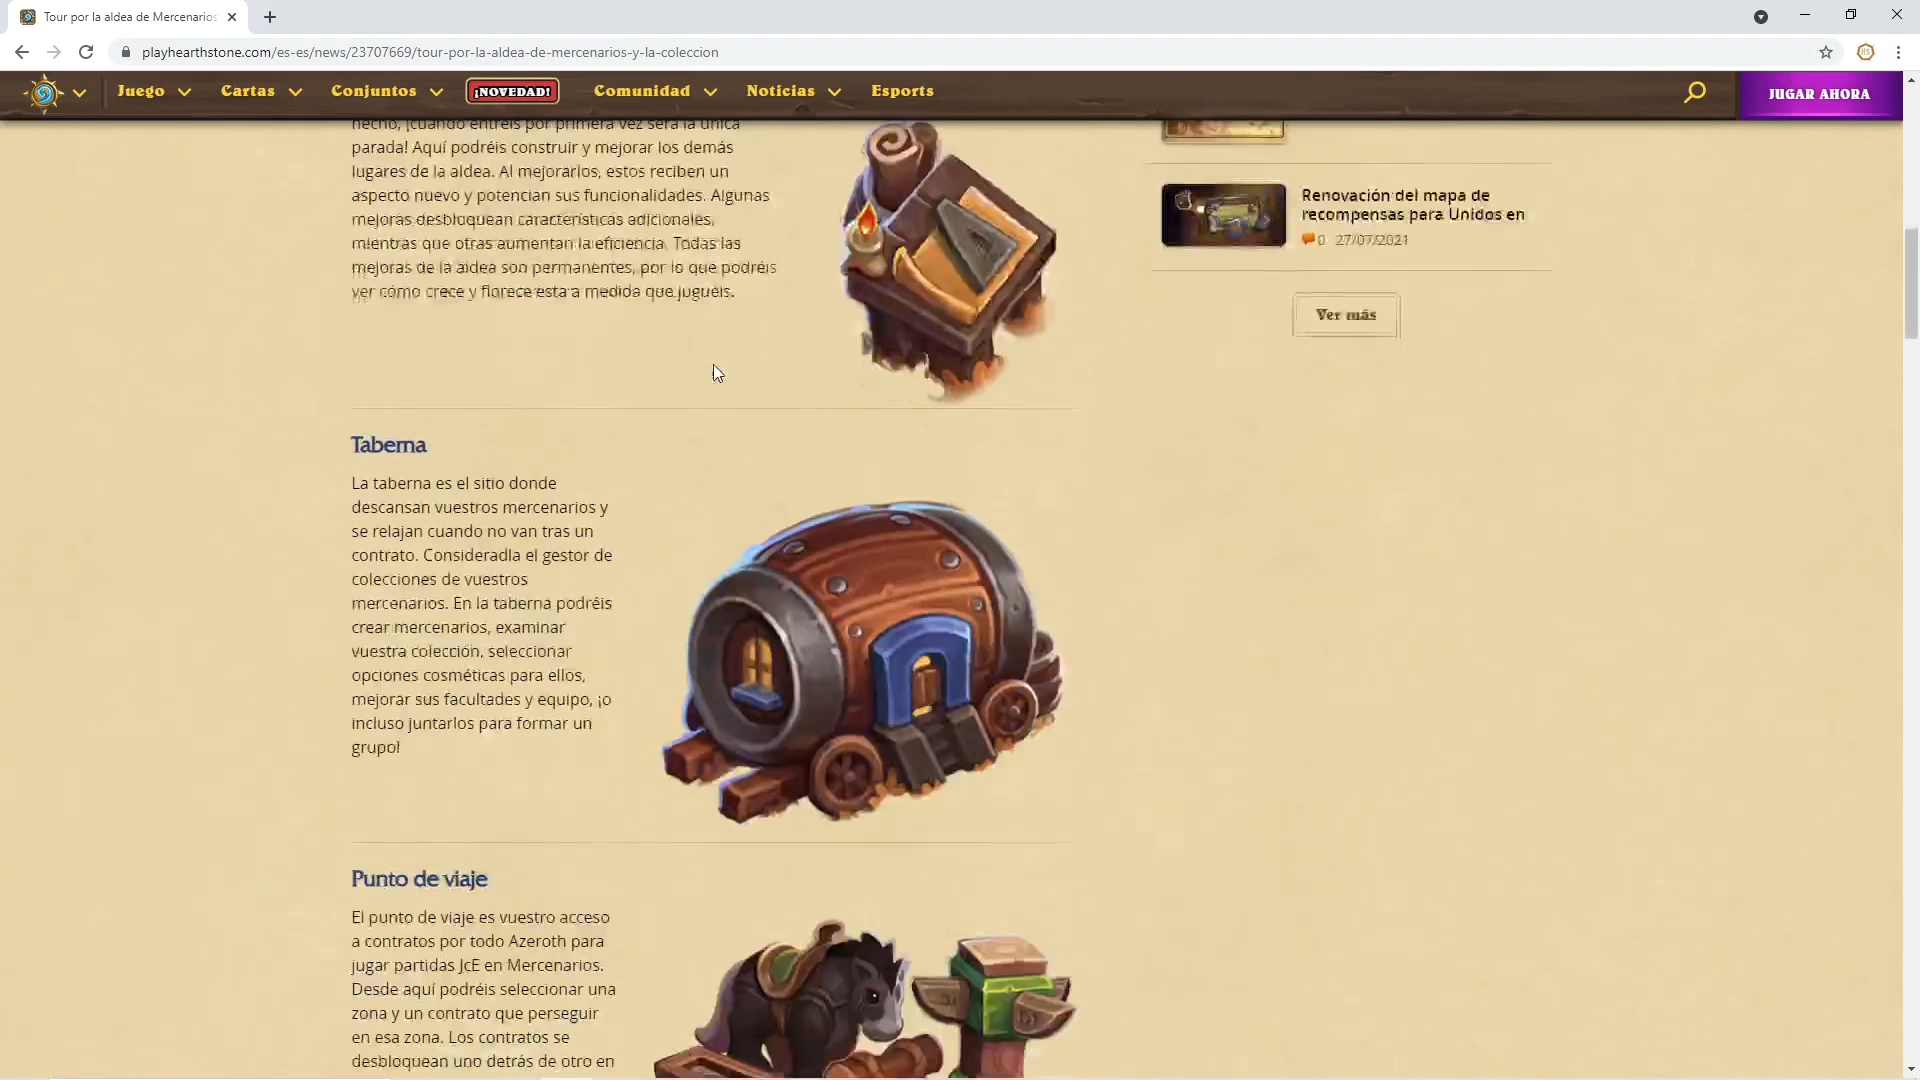 Tour por la aldea de Mercenarios
playhearthstone.com/es-es/news/23707669/tour-por-la-aldea-de-mercenarios-y-la-coleccion
Juego
Cartas
Conjuntos
¡NOVEDAD!
Comunidad
Noticias
Esports
JUGAR AHORA
hecho, ¡cuando entréis por primera vez será la única
parada! Aquí podréis construir y mejorar los demás
lugares de la aldea. Al mejorarlos, estos reciben un
aspecto nuevo y potencian sus funcionalidades. Algunas
mejoras desbloquean características adicionales,
mientras que otras aumentan la eficiencia. Todas las
mejoras de la aldea son permanentes, por lo que podréis
ver cómo crece y florece esta a medida que juguéis.
Renovación del mapa de
recompensas para Unidos en
0 27/07/2021
Ver más
Taberna
La taberna es el sitio donde
descansan vuestros mercenarios y
se relajan cuando no van tras un
contrato. Consideradla el gestor de
colecciones de vuestros
mercenarios. En la taberna podréis
crear mercenarios, examinar
vuestra colección, seleccionar
opciones cosméticas para ellos,
mejorar sus facultades y equipo, ¡o
incluso juntarlos para formar un
grupo!
Punto de viaje
El punto de viaje es vuestro acceso
a contratos por todo Azeroth para
jugar partidas JcE en Mercenarios.
Desde aquí podréis seleccionar una
zona y un contrato que perseguir
en esa zona. Los contratos se
desbloquean uno detrás de otro en